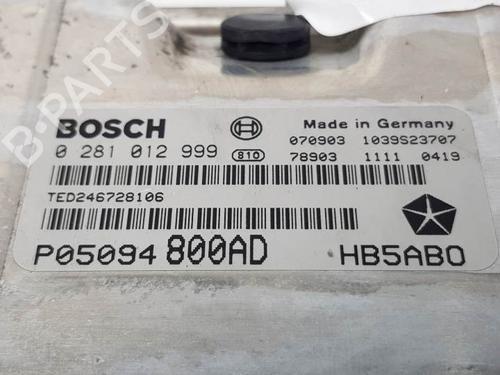 BOSCH
Made in Germany
070903 1039S23707
0 281 012 999 810 78903 1111 0419
TED246728106
P05094 800AD HB5AB0
B-PARTS